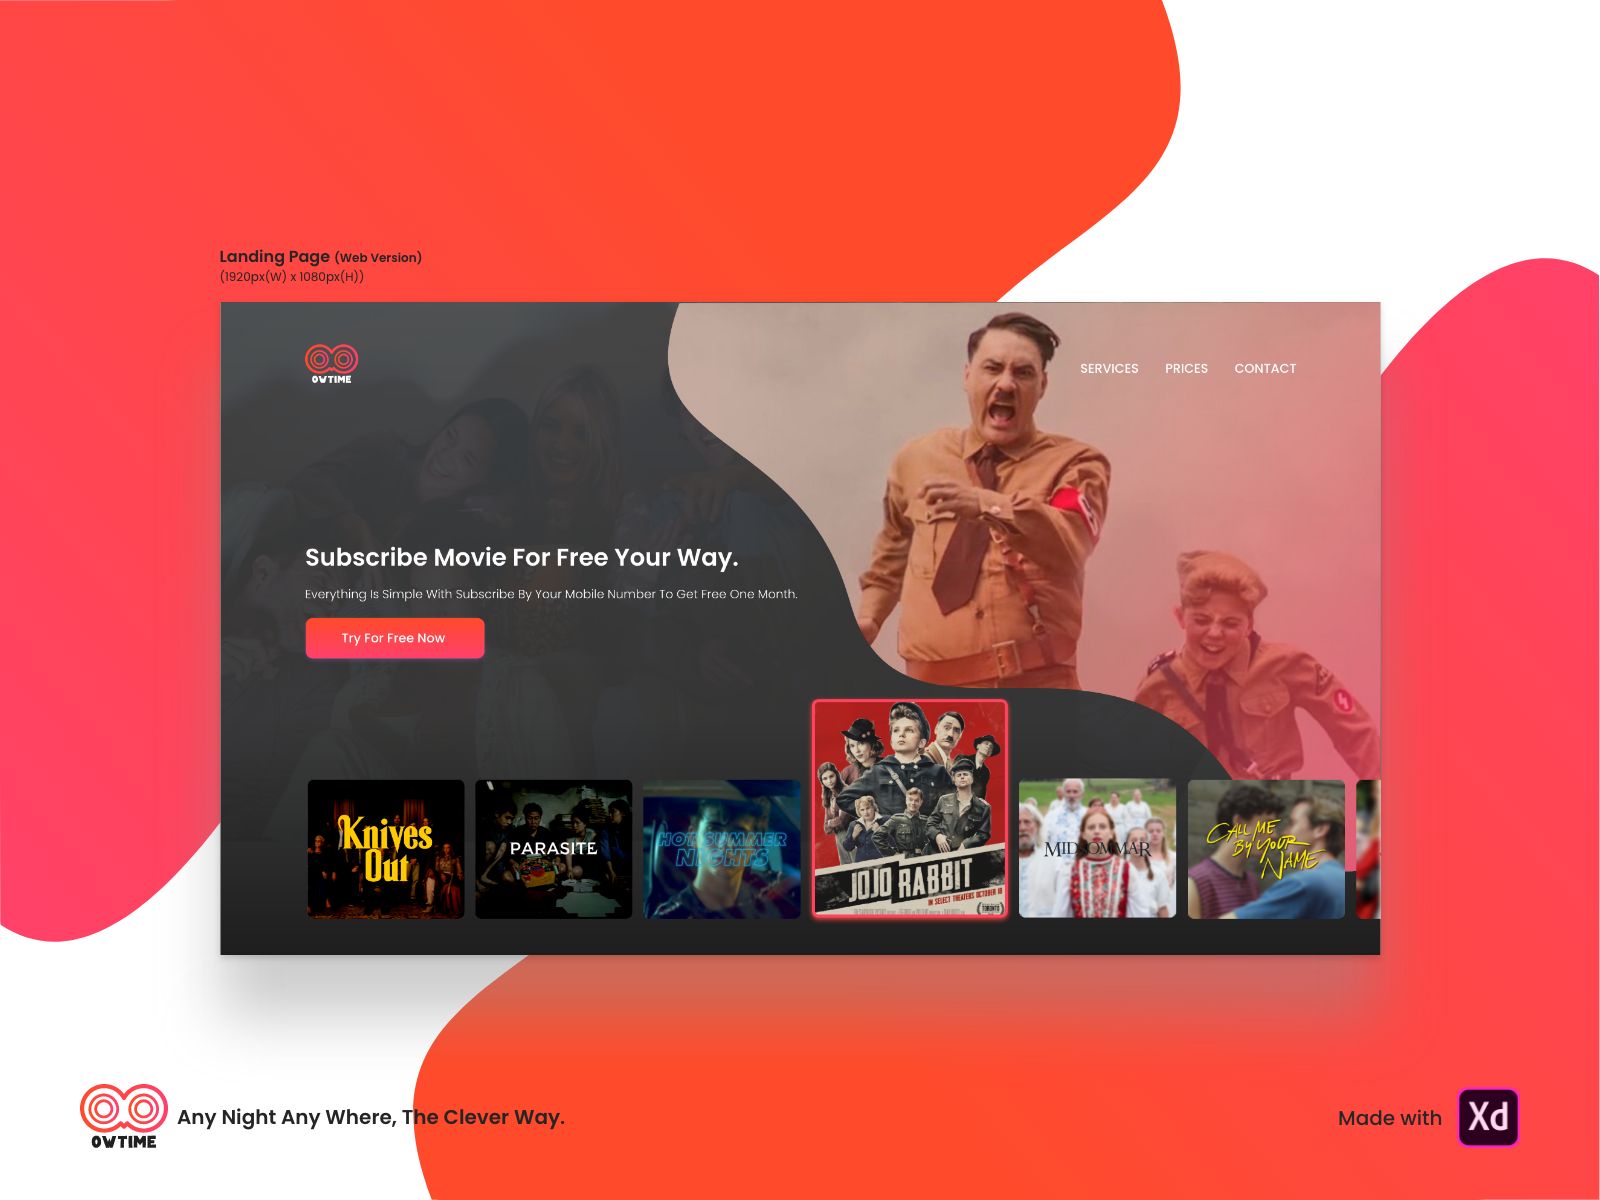 Landing Page (Web Version)
(1920px(W) x 1080px(H))
OWTIME
SERVICES PRICES CONTACT
Subscribe Movie For Free Your Way.
Everything Is Simple With Subscribe By Your Mobile Number To Get Free One Month.
Try For Free Now
Knives
Out
PARASITE
HOT SUMMER
NIGHTS
JOJO RABBIT
IN SELECT THEATERS OCTOBER 18
TORONTO
MIDSOMMAR
CALL ME
BY YOUR
NAME
OWTIME
Any Night Any Where, The Clever Way.
Made with
Xd